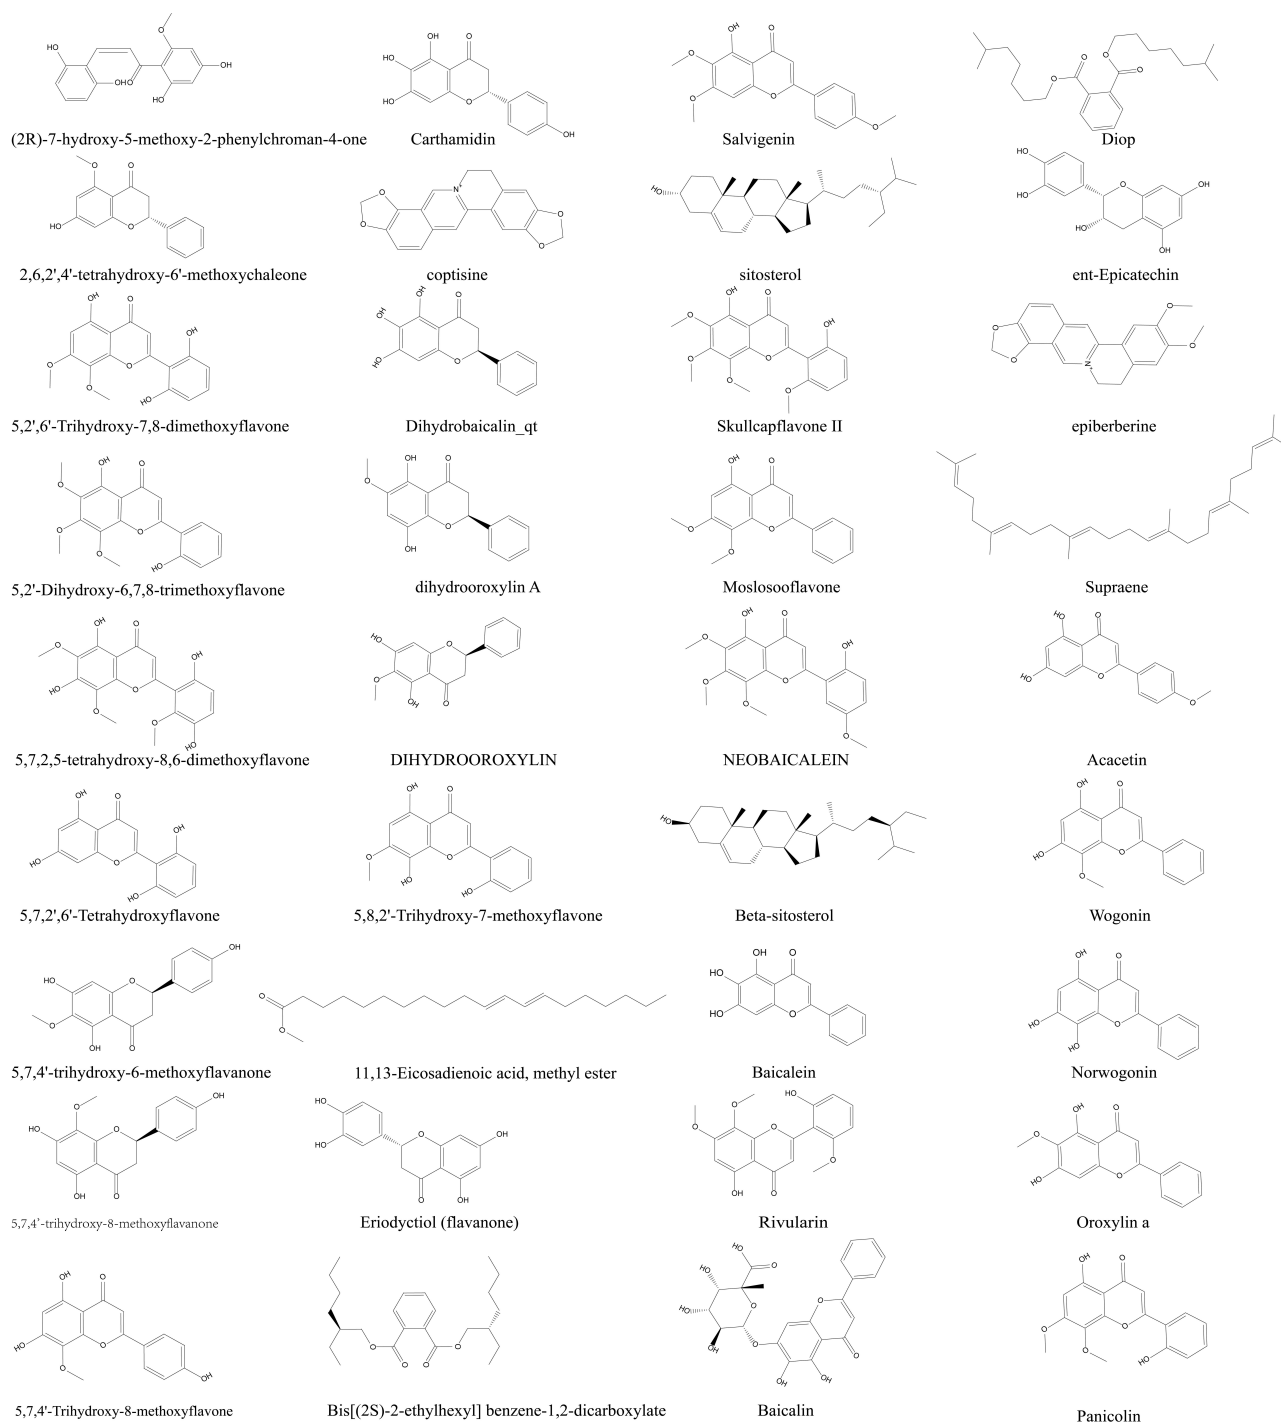 (2R)-7-hydroxy-5-methoxy-2-phenylchroman-4-one
Carthamidin
Salvigenin
Diop
2,6,2',4'-tetrahydroxy-6'-methoxychaleone
coptisine
sitosterol
ent-Epicatechin
5,2',6'-Trihydroxy-7,8-dimethoxyflavone
Dihydrobaicalin_qt
Skullcapflavone II
epiberberine
5,2'-Dihydroxy-6,7,8-trimethoxyflavone
dihydrooroxylin A
Moslosooflavone
Supraene
5,7,2,5-tetrahydroxy-8,6-dimethoxyflavone
DIHYDROOROXYLIN
NEOBAICALEIN
Acacetin
5,7,2',6'-Tetrahydroxyflavone
5,8,2'-Trihydroxy-7-methoxyflavone
Beta-sitosterol
Wogonin
5,7,4'-trihydroxy-6-methoxyflavanone
11,13-Eicosadienoic acid, methyl ester
Baicalein
Norwogonin
5,7,4'-trihydroxy-8-methoxyflavanone
Eriodyctiol (flavanone)
Rivularin
Oroxylin a
5,7,4'-Trihydroxy-8-methoxyflavone
Bis[(2S)-2-ethylhexyl] benzene-1,2-dicarboxylate
Baicalin
Panicolin